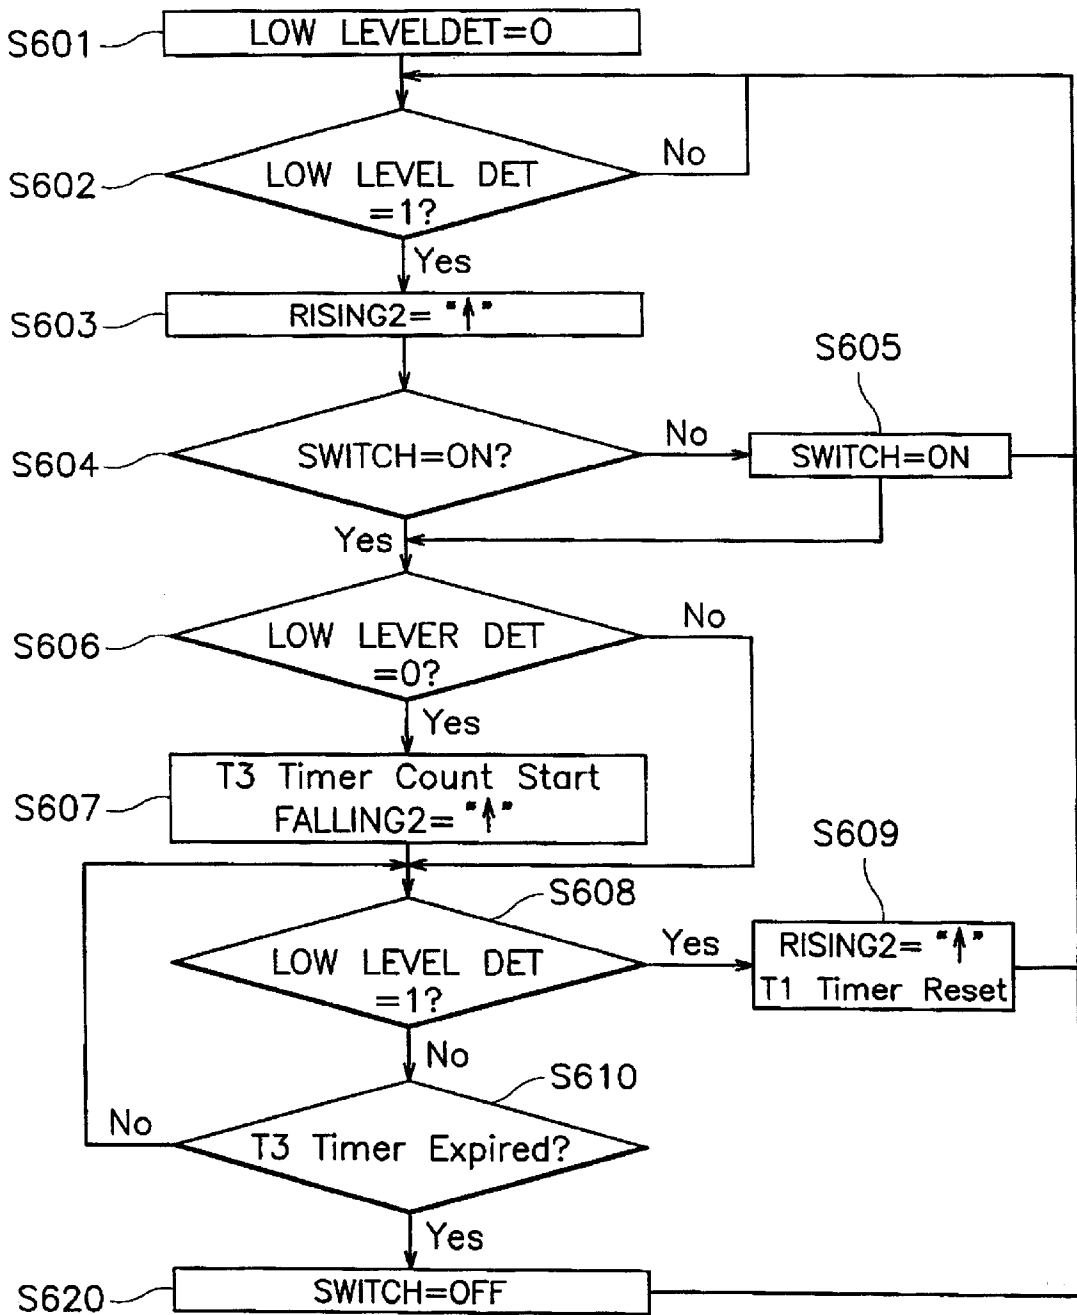 S601
LOW LEVELDET=0
S602
LOW LEVEL DET
=1?
No
Yes
S603
RISING2= "↑"
S605
S604
SWITCH=ON?
No
SWITCH=ON
Yes
S606
LOW LEVER DET
=0?
No
Yes
S607
T3 Timer Count Start
FALLING2= "↑"
S609
S608
LOW LEVEL DET
=1?
Yes
RISING2= "↑"
T1 Timer Reset
No
S610
No
T3 Timer Expired?
Yes
S620
SWITCH=OFF